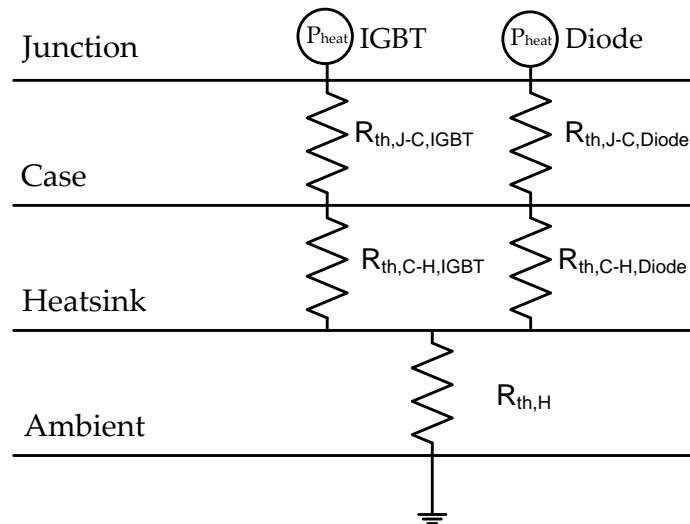 Pheat IGBT Pheat Diode
Junction
Rth,J-C,IGBT Rth,J-C,Diode
Case
Rth,C-H,IGBT Rth,C-H,Diode
Heatsink
Rth,H
Ambient